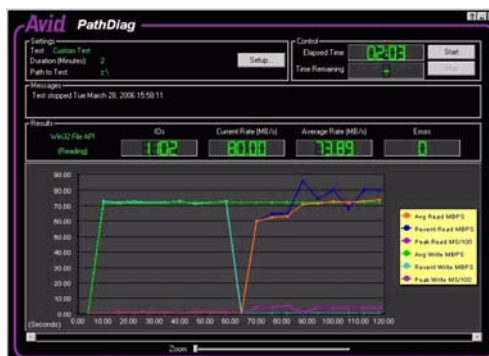 Avid PathDiag
Settings
Test: Custom Test
Duration (Minutes) 2
Path to Test: z:\
Setup...
Control
Elapsed Time 02:03 Start
Time Remaining + Stop
Messages
Test stopped Tue March 28, 2006 15:58:11
Results
Win32 File API
(Reading)
IOs Current Rate (MB/s) Average Rate (MB/s) Errors
1102 80.00 73.89 0
90.00
80.00
70.00
60.00
50.00
40.00
30.00
20.00
10.00
0.00
0.00 10.00 20.00 30.00 40.00 50.00 60.00 70.00 80.00 90.00 100.00 110.00 120.00
(Seconds)
Avg Read MBPS
Recent Read MBPS
Peak Read MS/100
Avg Write MBPS
Recent Write MBPS
Peak Write MS/100
Zoom